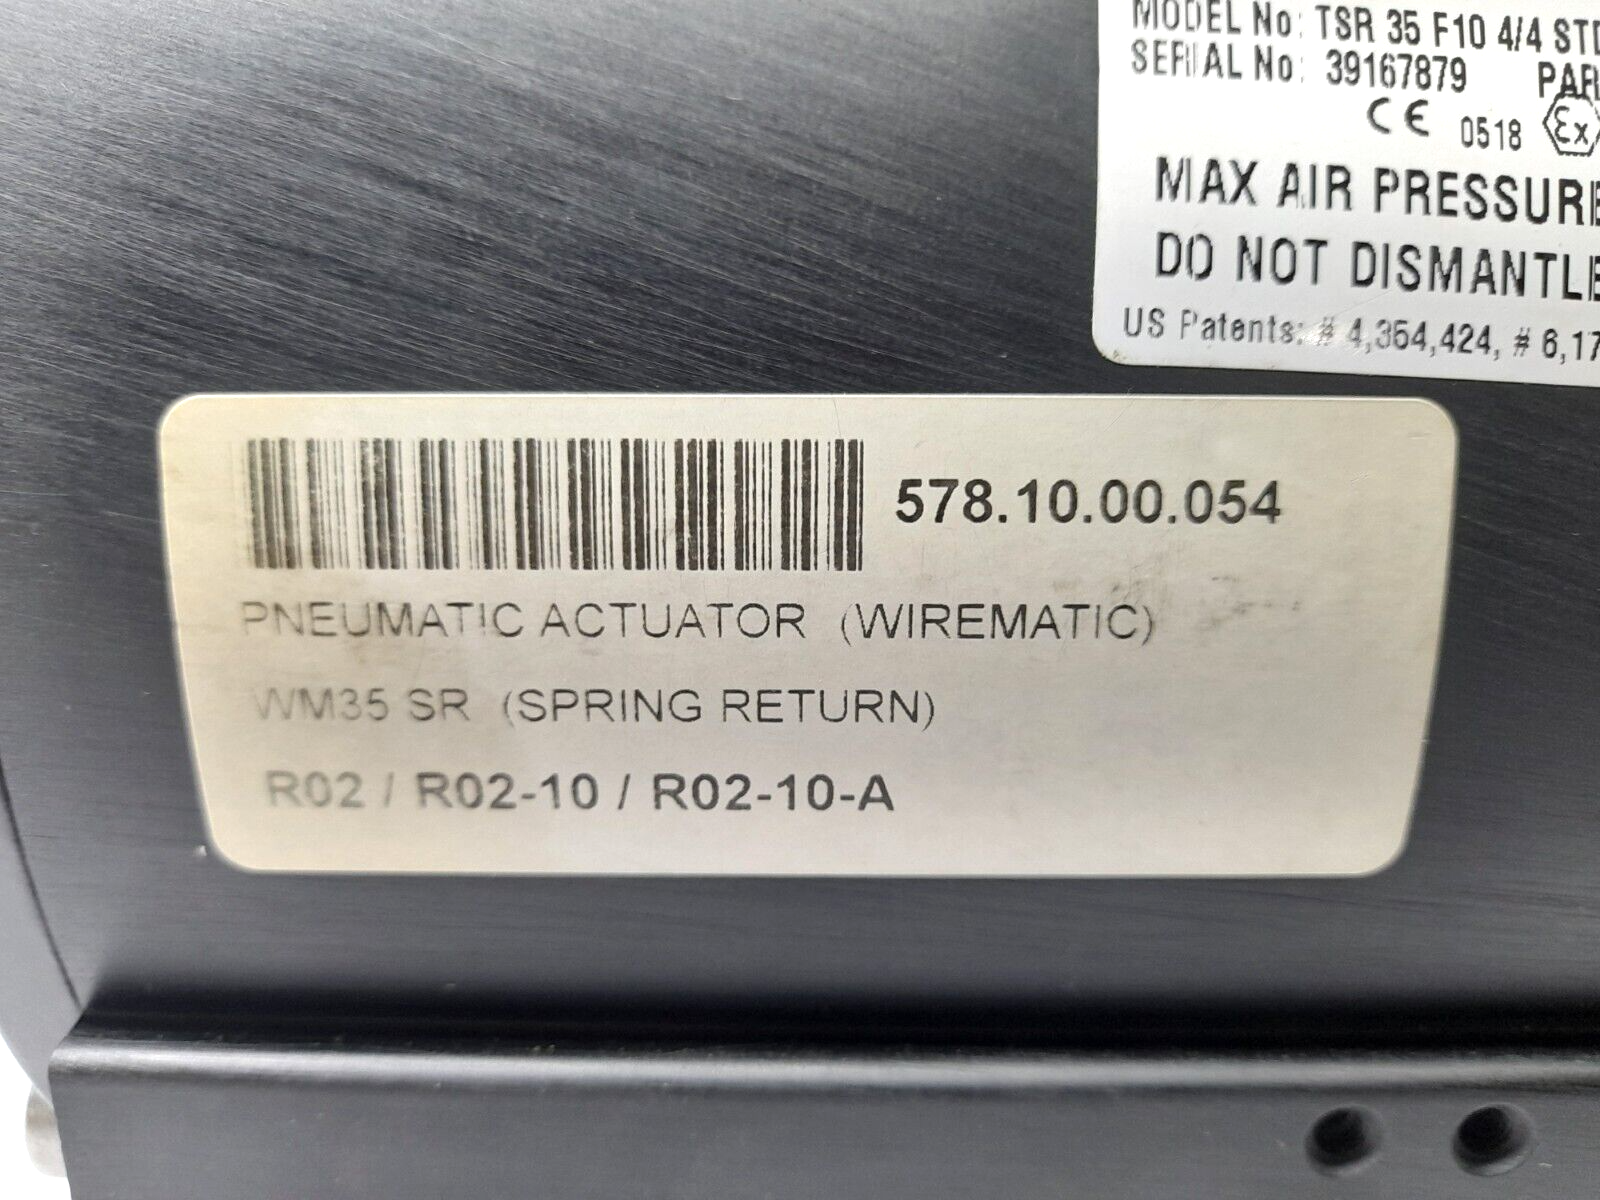 MODEL No: TSR 35 F10 4/4 STD
SERIAL No: 39167879 PAR
CE 0518 Ex
MAX AIR PRESSURE
DO NOT DISMANTLE
US Patents: # 4,354,424, # 6,17
578.10.00.054
PNEUMATIC ACTUATOR (WIREMATIC)
WM35 SR (SPRING RETURN)
R02 / R02-10 / R02-10-A